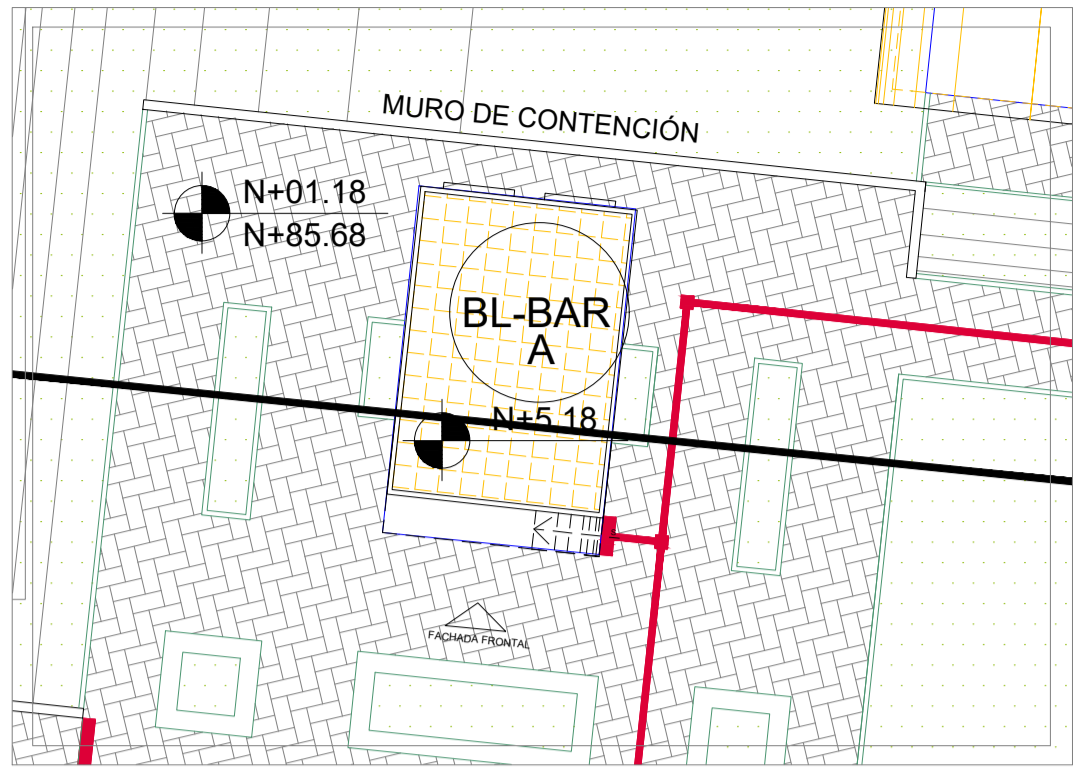 MURO DE CONTENCIÓN
N+01.18
N+85.68
BL-BAR
A
N+5.18
FACHADA FRONTAL